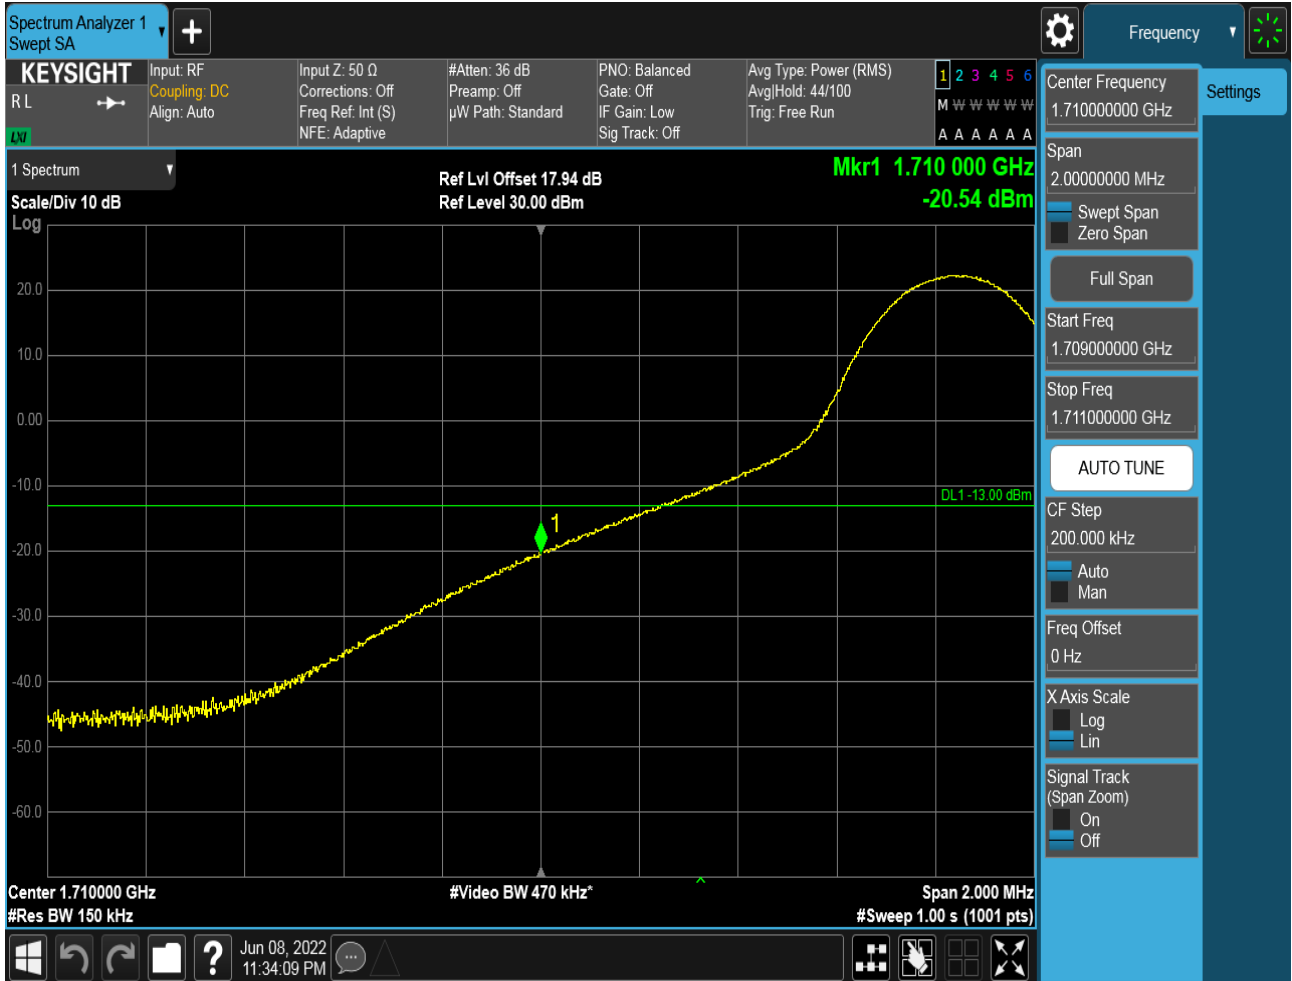 Spectrum Analyzer 1
Swept SA
Frequency
KEYSIGHT
R L
LXI
Input: RF
Coupling: DC
Align: Auto
Input Z: 50 Ω
Corrections: Off
Freq Ref: Int (S)
NFE: Adaptive
#Atten: 36 dB
Preamp: Off
µW Path: Standard
PNO: Balanced
Gate: Off
IF Gain: Low
Sig Track: Off
Avg Type: Power (RMS)
Avg|Hold: 44/100
Trig: Free Run
1 2 3 4 5 6
M W W W W W
A A A A A A
1 Spectrum
Scale/Div 10 dB
Log
Ref Lvl Offset 17.94 dB
Ref Level 30.00 dBm
Mkr1 1.710 000 GHz
-20.54 dBm
20.0
10.0
0.00
-10.0
DL1 -13.00 dBm
1
-20.0
-30.0
-40.0
-50.0
-60.0
Center 1.710000 GHz
#Video BW 470 kHz*
Span 2.000 MHz
#Res BW 150 kHz
#Sweep 1.00 s (1001 pts)
?
Jun 08, 2022
11:34:09 PM
Center Frequency
1.710000000 GHz
Settings
Span
2.00000000 MHz
Swept Span
Zero Span
Full Span
Start Freq
1.709000000 GHz
Stop Freq
1.711000000 GHz
AUTO TUNE
CF Step
200.000 kHz
Auto
Man
Freq Offset
0 Hz
X Axis Scale
Log
Lin
Signal Track
(Span Zoom)
On
Off